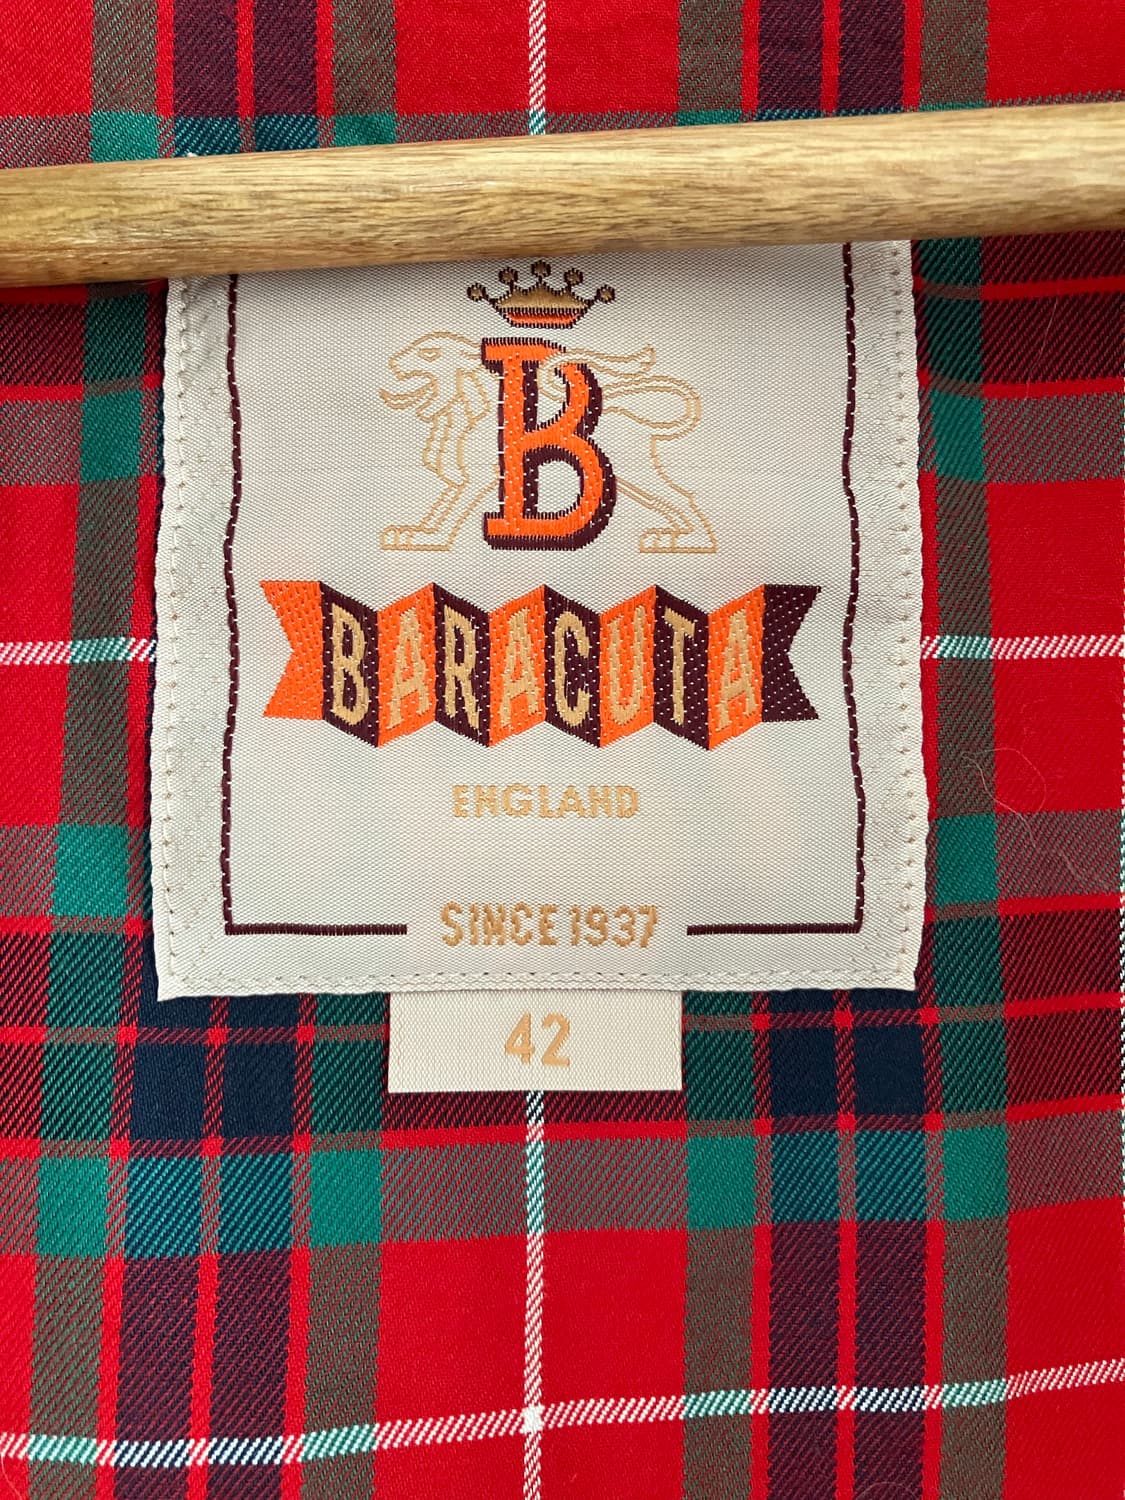 B
BARACUTA
ENGLAND
SINCE 1937
42